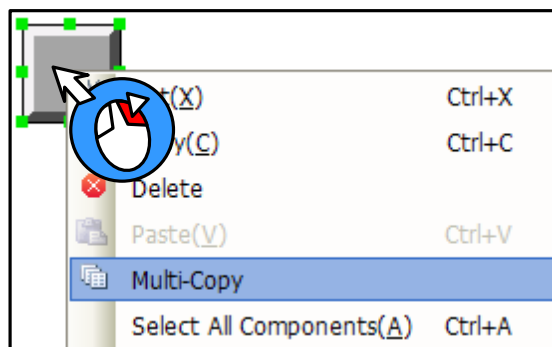 t(X) Ctrl+X
y(C) Ctrl+C
Delete
Paste(V) Ctrl+V
Multi-Copy
Select All Components(A) Ctrl+A